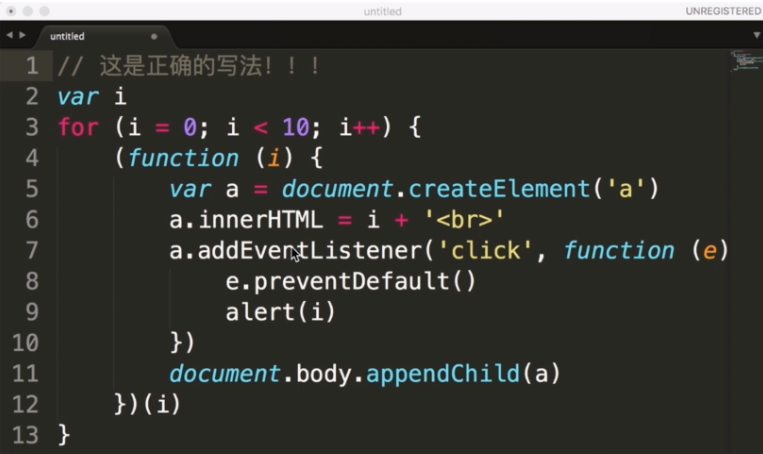 untitled
UNREGISTERED
untitled
1 // 这是正确的写法！！！
2 var i
3 for (i = 0; i < 10; i++) {
4     (function (i) {
5         var a = document.createElement('a')
6         a.innerHTML = i + '<br>'
7         a.addEventListener('click', function (e)
8             e.preventDefault()
9             alert(i)
10         })
11         document.body.appendChild(a)
12     })(i)
13 }